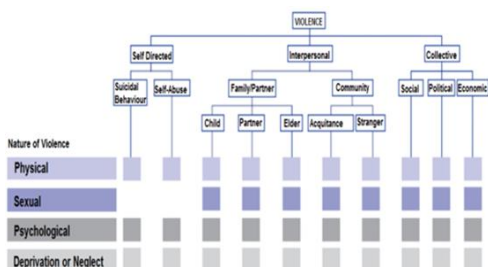 VIOLENCE
Self Directed Interpersonal Collective
Suicidal Behaviour Self-Abuse Family/Partner Community Social Political Economic
Child Partner Elder Acquitance Stranger
Nature of Violence
Physical
Sexual
Psychological
Deprivation or Neglect